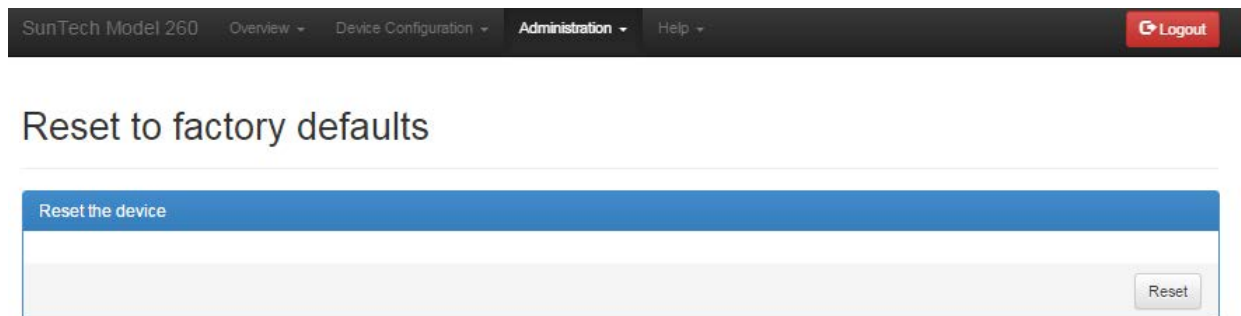 SunTech Model 260 Overview Device Configuration Administration Help Logout
Reset to factory defaults
Reset the device
Reset